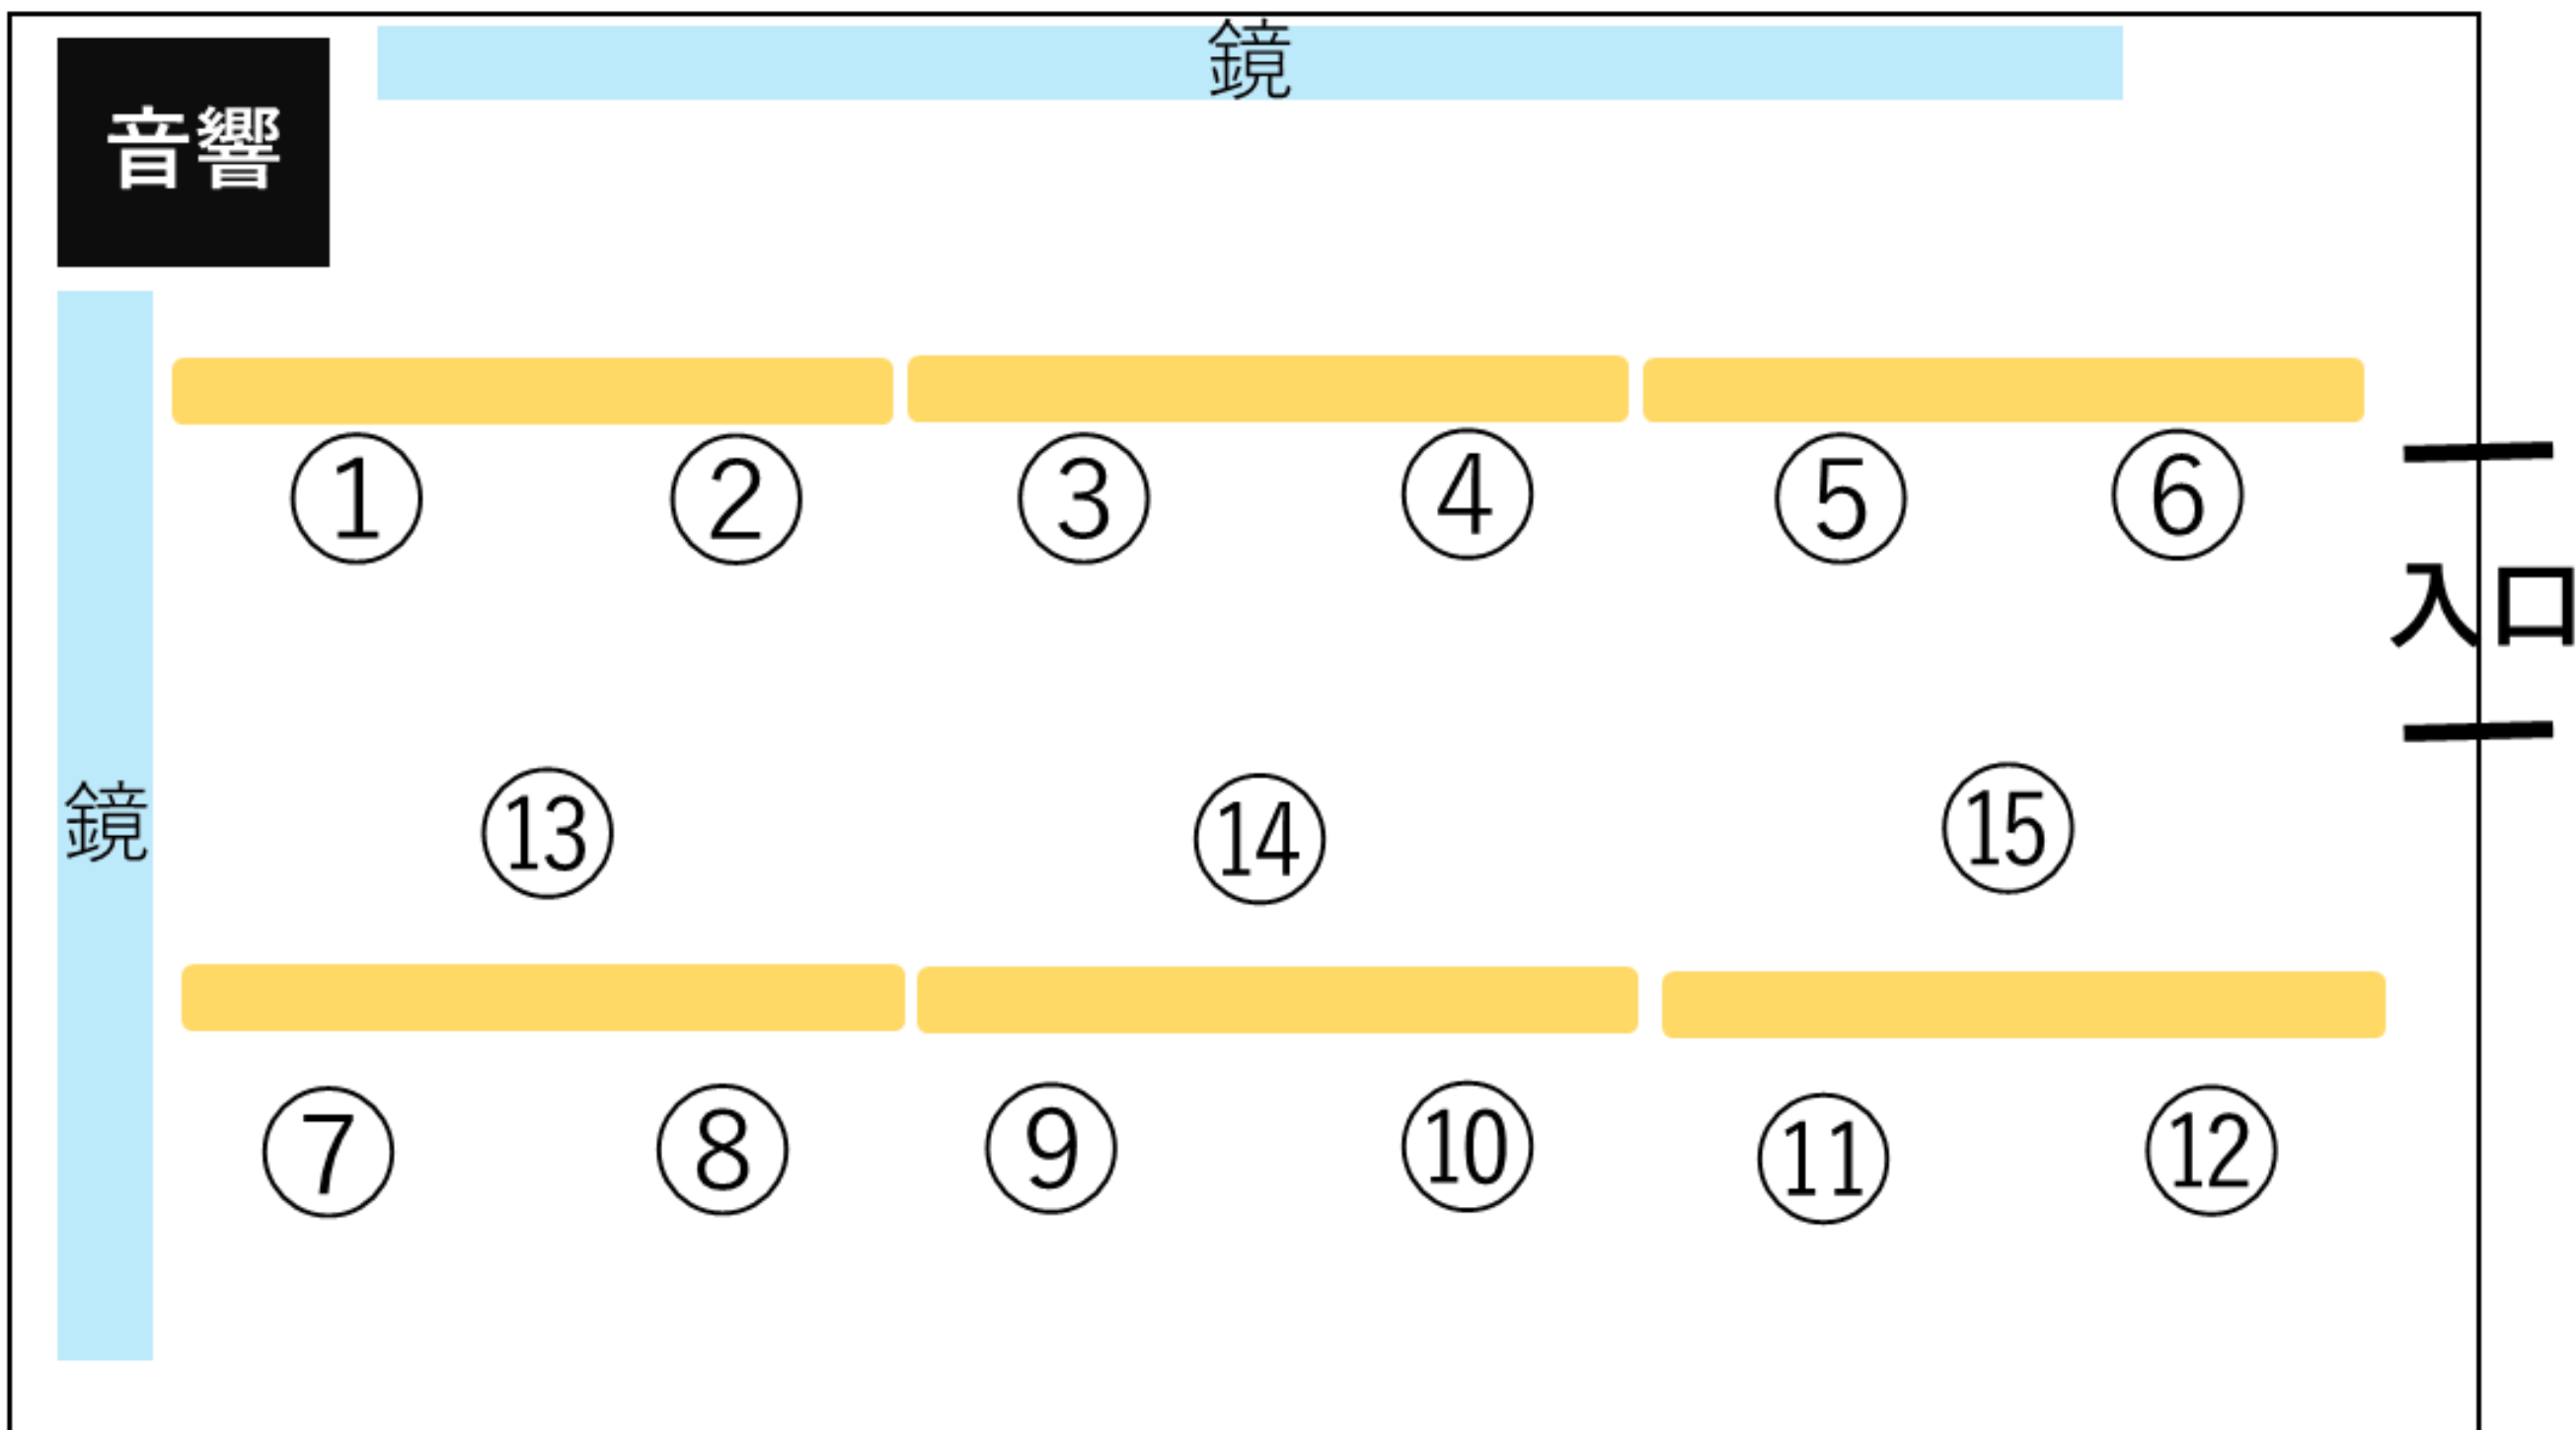 鏡
音響
① ② ③ ④ ⑤ ⑥
入口
鏡
⑬ ⑭ ⑮
⑦ ⑧ ⑨ ⑩ ⑪ ⑫